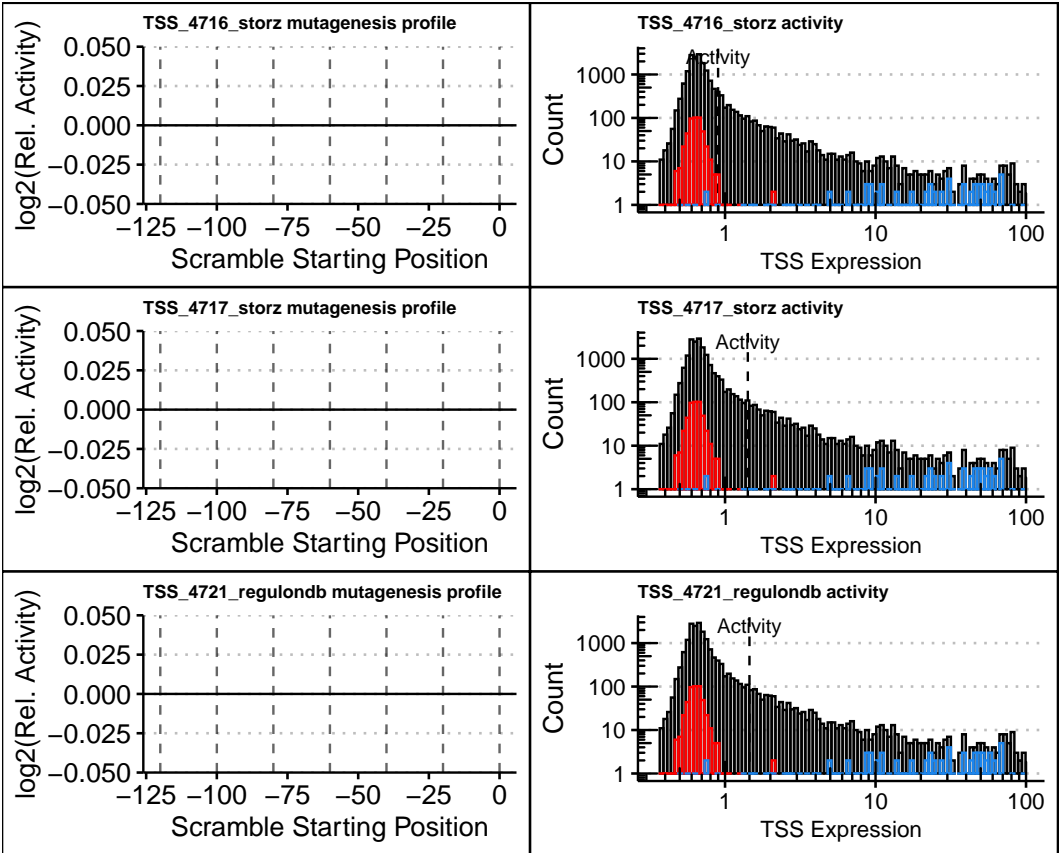 TSS_4716_storz mutagenesis profile
log2(Rel. Activity)
0.050
0.025
0.000
−0.025
−0.050
−125 −100 −75 −50 −25 0
Scramble Starting Position
TSS_4716_storz activity
Activity
Count
1000
100
10
1
1 10 100
TSS Expression
TSS_4717_storz mutagenesis profile
log2(Rel. Activity)
0.050
0.025
0.000
−0.025
−0.050
−125 −100 −75 −50 −25 0
Scramble Starting Position
TSS_4717_storz activity
Activity
Count
1000
100
10
1
1 10 100
TSS Expression
TSS_4721_regulondb mutagenesis profile
log2(Rel. Activity)
0.050
0.025
0.000
−0.025
−0.050
−125 −100 −75 −50 −25 0
Scramble Starting Position
TSS_4721_regulondb activity
Activity
Count
1000
100
10
1
1 10 100
TSS Expression